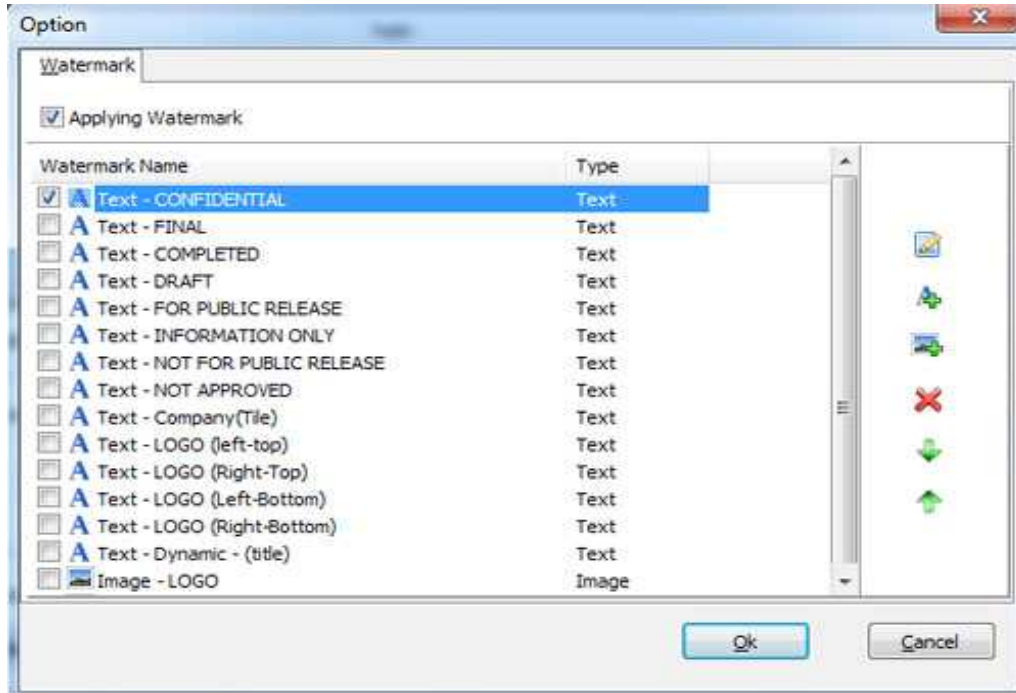 Option
Watermark
Applying Watermark
Watermark Name Type
Text - CONFIDENTIAL Text
Text - FINAL Text
Text - COMPLETED Text
Text - DRAFT Text
Text - FOR PUBLIC RELEASE Text
Text - INFORMATION ONLY Text
Text - NOT FOR PUBLIC RELEASE Text
Text - NOT APPROVED Text
Text - Company(Tile) Text
Text - LOGO (left-top) Text
Text - LOGO (Right-Top) Text
Text - LOGO (Left-Bottom) Text
Text - LOGO (Right-Bottom) Text
Text - Dynamic - (title) Text
Image - LOGO Image
Ok Cancel